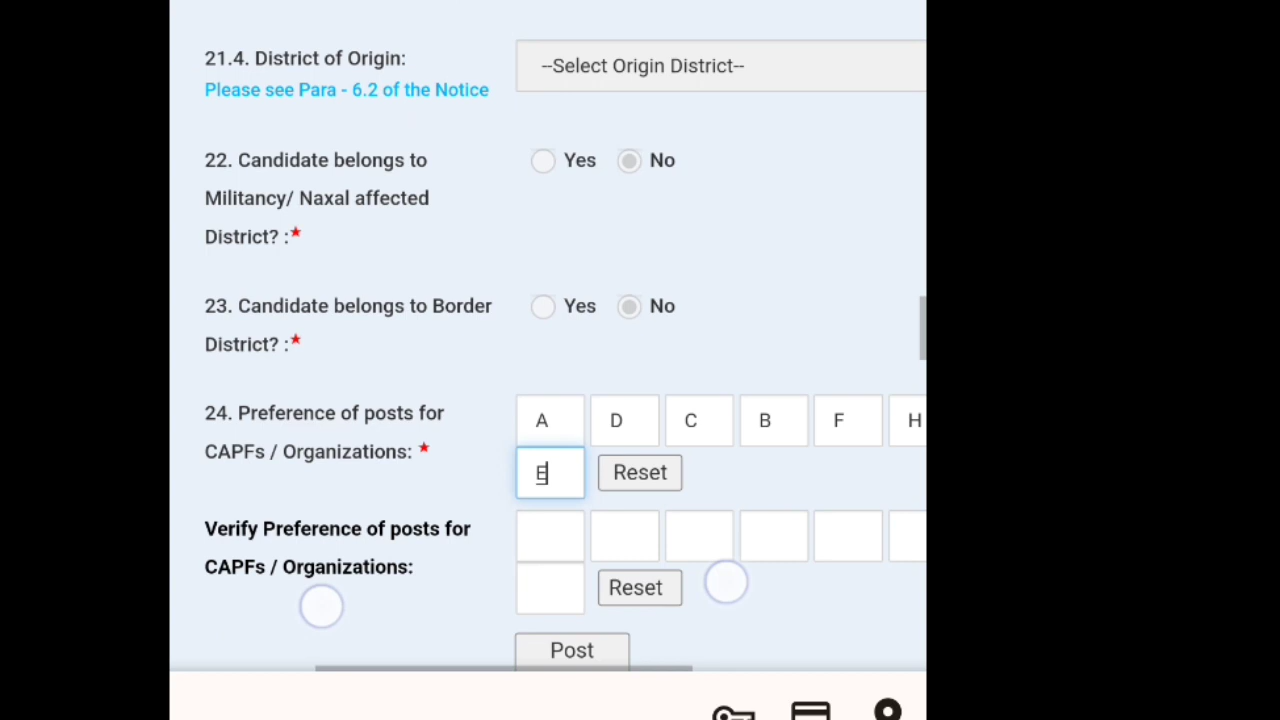 21.4. District of Origin:
--Select Origin District--
Please see Para - 6.2 of the Notice
22. Candidate belongs to
Yes No
Militancy/ Naxal affected
District? :*
23. Candidate belongs to Border
Yes No
District? :*
24. Preference of posts for
A D C B F H
CAPFs / Organizations: *
E Reset
Verify Preference of posts for
CAPFs / Organizations:
Reset
Post